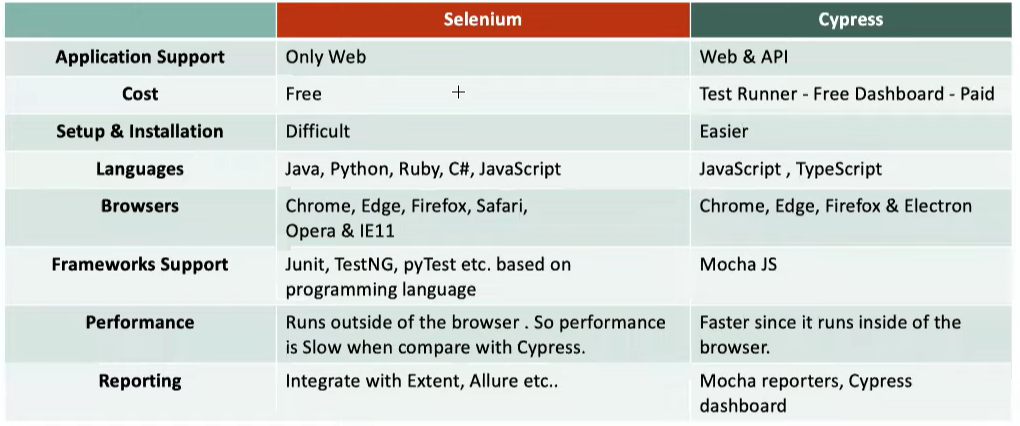 Selenium Cypress
Application Support Only Web Web & API
Cost Free Test Runner - Free Dashboard - Paid
Setup & Installation Difficult Easier
Languages Java, Python, Ruby, C#, JavaScript JavaScript , TypeScript
Browsers Chrome, Edge, Firefox, Safari, Chrome, Edge, Firefox & Electron
Opera & IE11
Frameworks Support Junit, TestNG, pyTest etc. based on Mocha JS
programming language
Performance Runs outside of the browser . So performance Faster since it runs inside of the
is Slow when compare with Cypress. browser.
Reporting Integrate with Extent, Allure etc.. Mocha reporters, Cypress
dashboard